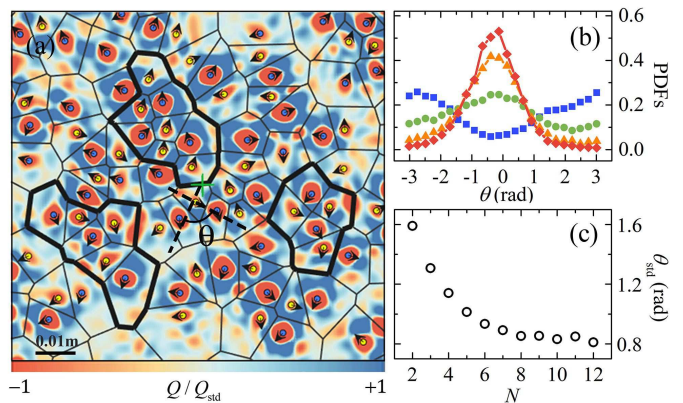 (a)
θ
0.01m
−1
Q / Q_std
+1
(b)
0.6
0.4
0.2
0.0
PDFs
-3 -2 -1 0 1 2 3
θ (rad)
(c)
1.6
1.2
0.8
θ_std (rad)
2 4 6 8 10 12
N